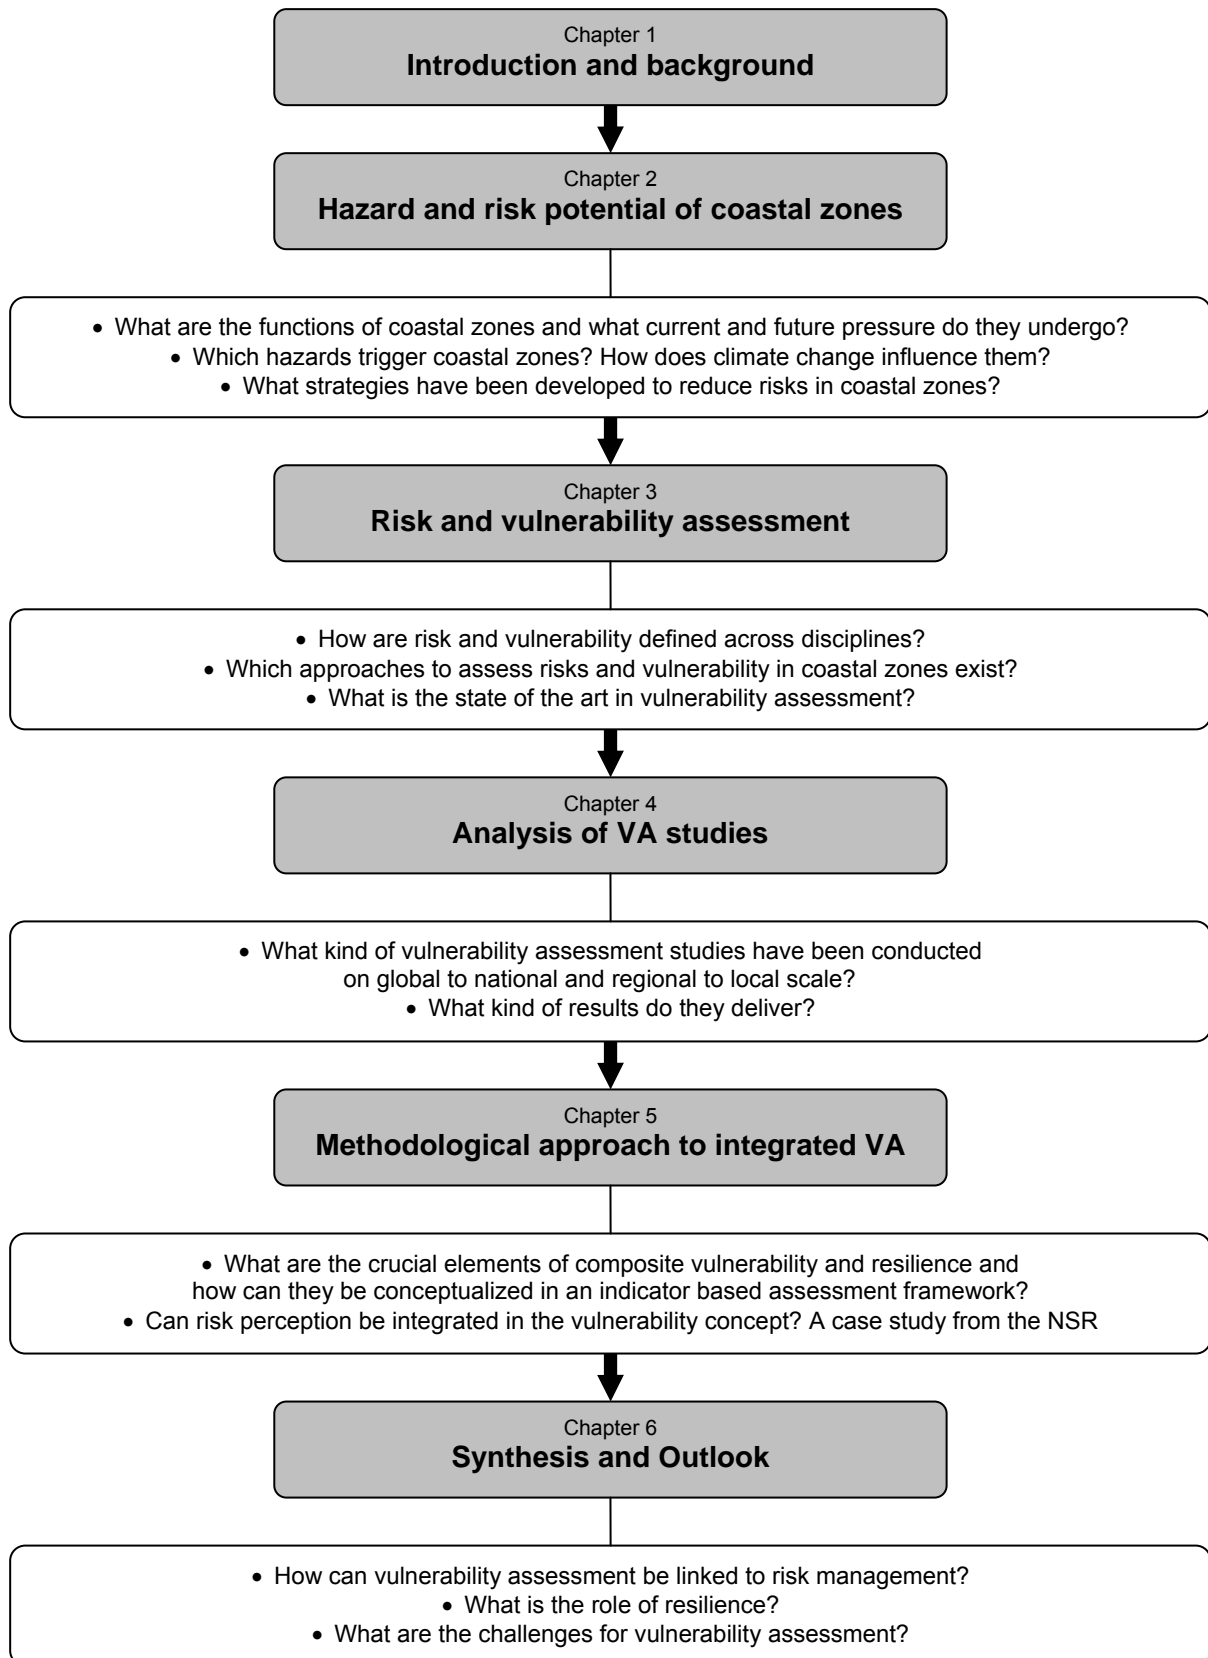 Chapter 1
Introduction and background
Chapter 2
Hazard and risk potential of coastal zones
• What are the functions of coastal zones and what current and future pressure do they undergo?
• Which hazards trigger coastal zones? How does climate change influence them?
• What strategies have been developed to reduce risks in coastal zones?
Chapter 3
Risk and vulnerability assessment
• How are risk and vulnerability defined across disciplines?
• Which approaches to assess risks and vulnerability in coastal zones exist?
• What is the state of the art in vulnerability assessment?
Chapter 4
Analysis of VA studies
• What kind of vulnerability assessment studies have been conducted
on global to national and regional to local scale?
• What kind of results do they deliver?
Chapter 5
Methodological approach to integrated VA
• What are the crucial elements of composite vulnerability and resilience and
how can they be conceptualized in an indicator based assessment framework?
• Can risk perception be integrated in the vulnerability concept? A case study from the NSR
Chapter 6
Synthesis and Outlook
• How can vulnerability assessment be linked to risk management?
• What is the role of resilience?
• What are the challenges for vulnerability assessment?